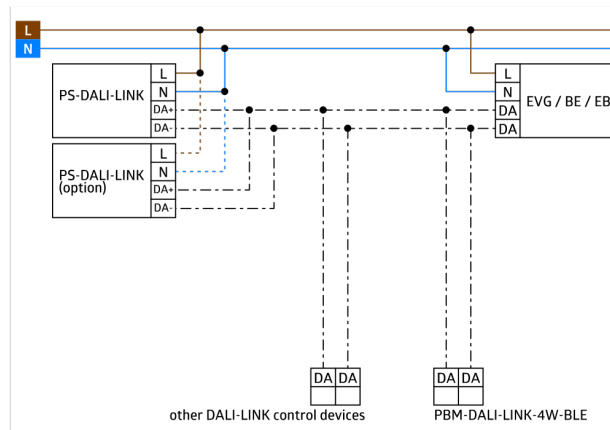 L
N
PS-DALI-LINK
L
N
DA+
DA-
EVG / BE / EB
L
N
DA
DA
PS-DALI-LINK
(option)
L
N
DA+
DA-
DA DA
DA DA
other DALI-LINK control devices
PBM-DALI-LINK-4W-BLE